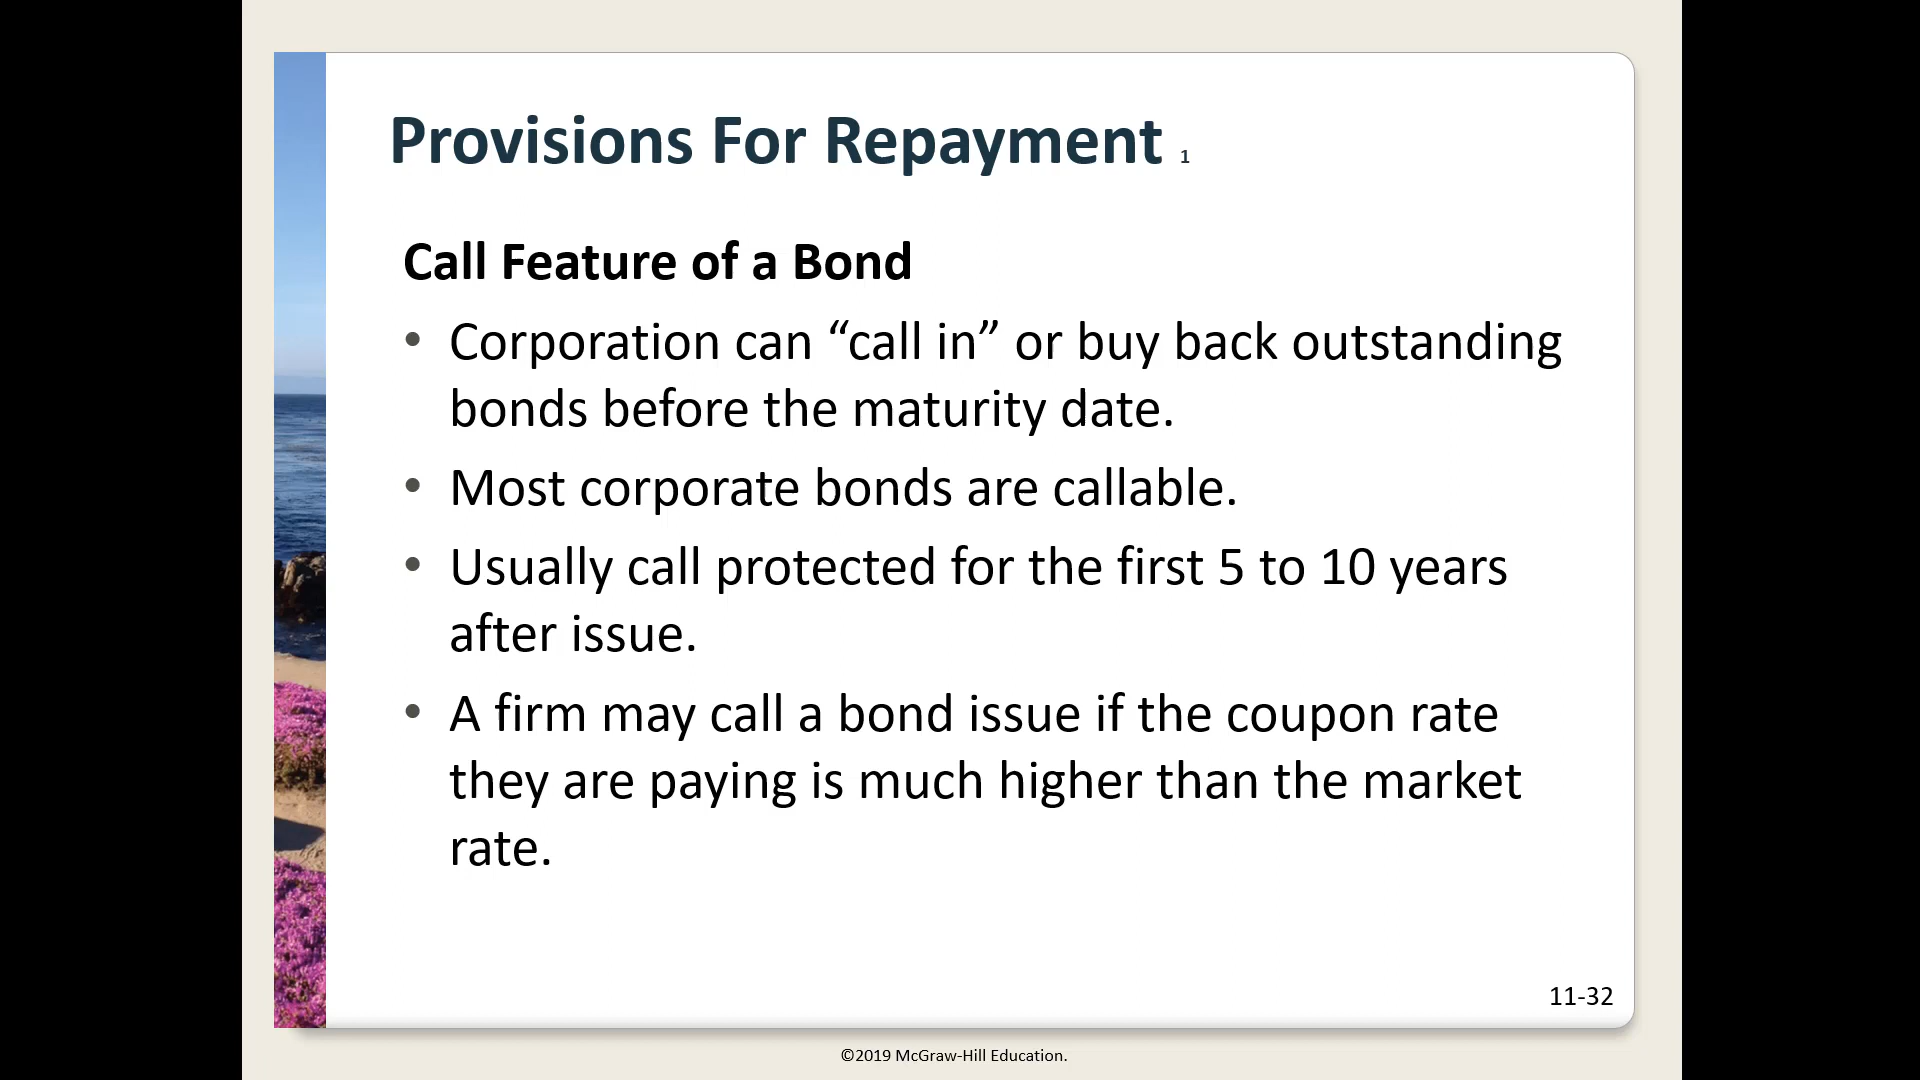 Provisions For Repayment 1
Call Feature of a Bond
• Corporation can “call in” or buy back outstanding
bonds before the maturity date.
• Most corporate bonds are callable.
• Usually call protected for the first 5 to 10 years
after issue.
• A firm may call a bond issue if the coupon rate
they are paying is much higher than the market
rate.
11-32
©2019 McGraw-Hill Education.